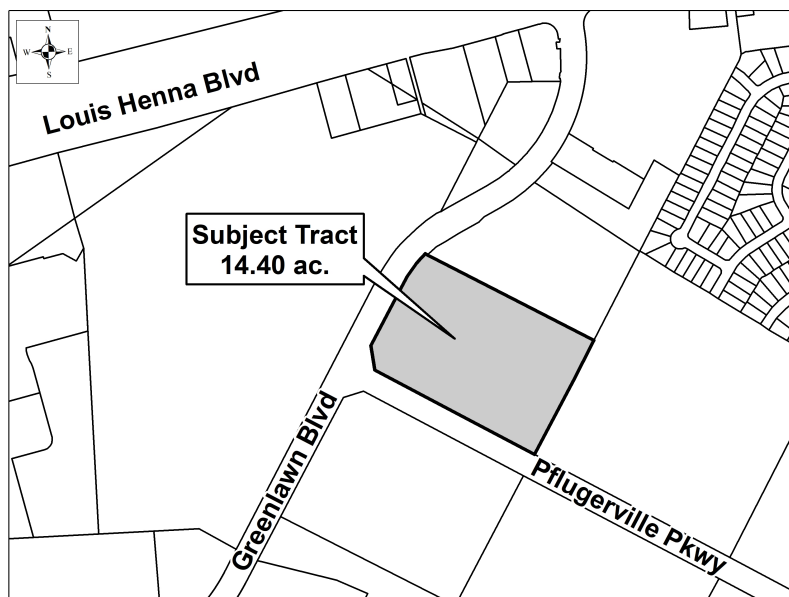 N
W E
S
Louis Henna Blvd
Subject Tract
14.40 ac.
Greenlawn Blvd
Pflugerville Pkwy